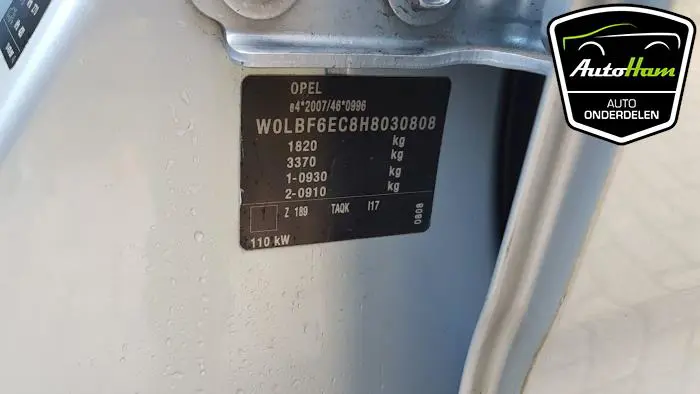 OPEL
e4*2007/46*0996
W0LBF6EC8H8030808
1820 kg
3370 kg
1-0930 kg
2-0910 kg
Z 189 TAQK I17
0808
110 kW
AutoHam
AUTO
ONDERDELEN